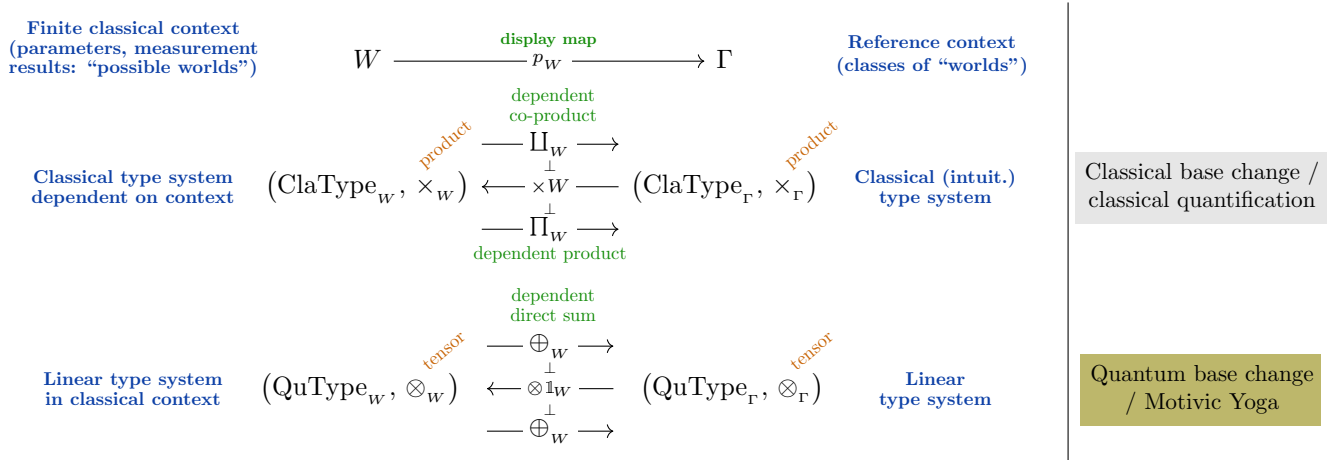 Finite classical context
(parameters, measurement
results: “possible worlds”)
W
display map
p_W
Γ
Reference context
(classes of “worlds”)
dependent
co-product
∐_W
⊥
Classical type system
dependent on context
product
(ClaType_W, ×_W)
×W
product
(ClaType_Γ, ×_Γ)
Classical (intuit.)
type system
Classical base change /
classical quantification
⊥
∏_W
dependent product
dependent
direct sum
⊕_W
⊥
Linear type system
in classical context
tensor
(QuType_W, ⊗_W)
⊗𝟙_W
tensor
(QuType_Γ, ⊗_Γ)
Linear
type system
Quantum base change
/ Motivic Yoga
⊥
⊕_W